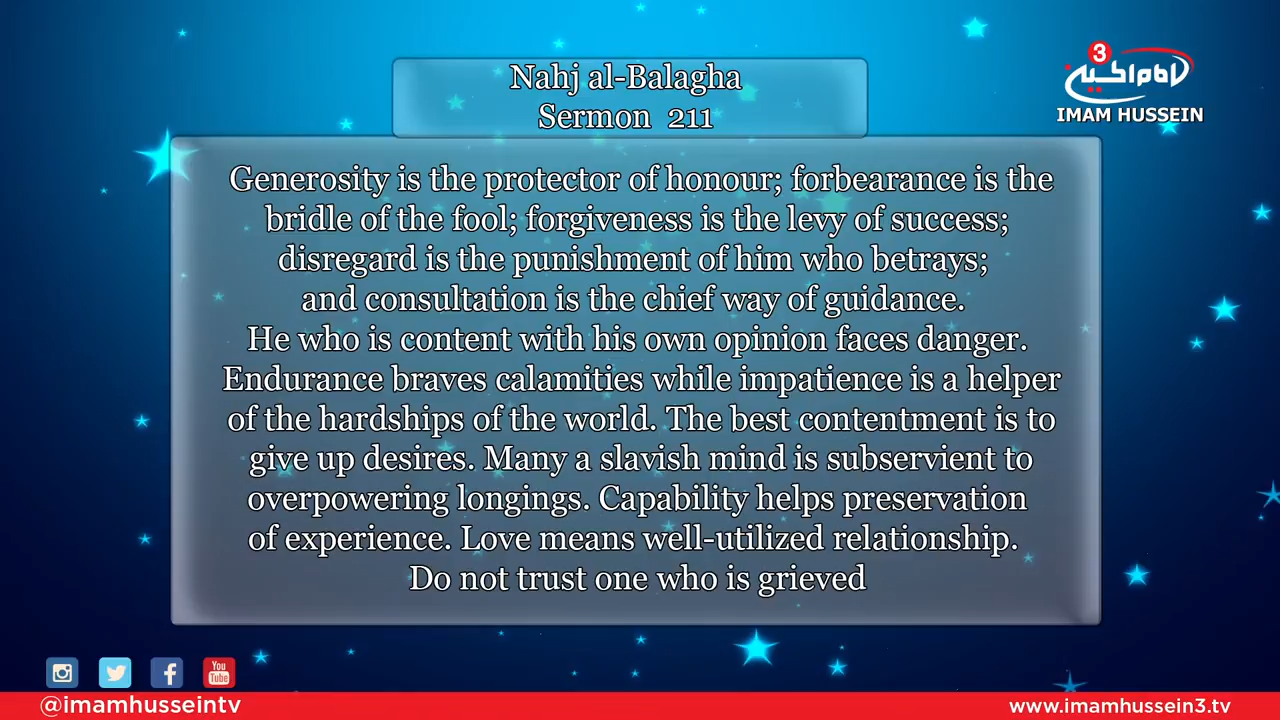 3
الامام الحسين
IMAM HUSSEIN
Nahj al-Balagha
Sermon 211
Generosity is the protector of honour; forbearance is the
bridle of the fool; forgiveness is the levy of success;
disregard is the punishment of him who betrays;
and consultation is the chief way of guidance.
He who is content with his own opinion faces danger.
Endurance braves calamities while impatience is a helper
of the hardships of the world. The best contentment is to
give up desires. Many a slavish mind is subservient to
overpowering longings. Capability helps preservation
of experience. Love means well-utilized relationship.
Do not trust one who is grieved
You
Tube
@imamhusseintv
www.imamhussein3.tv